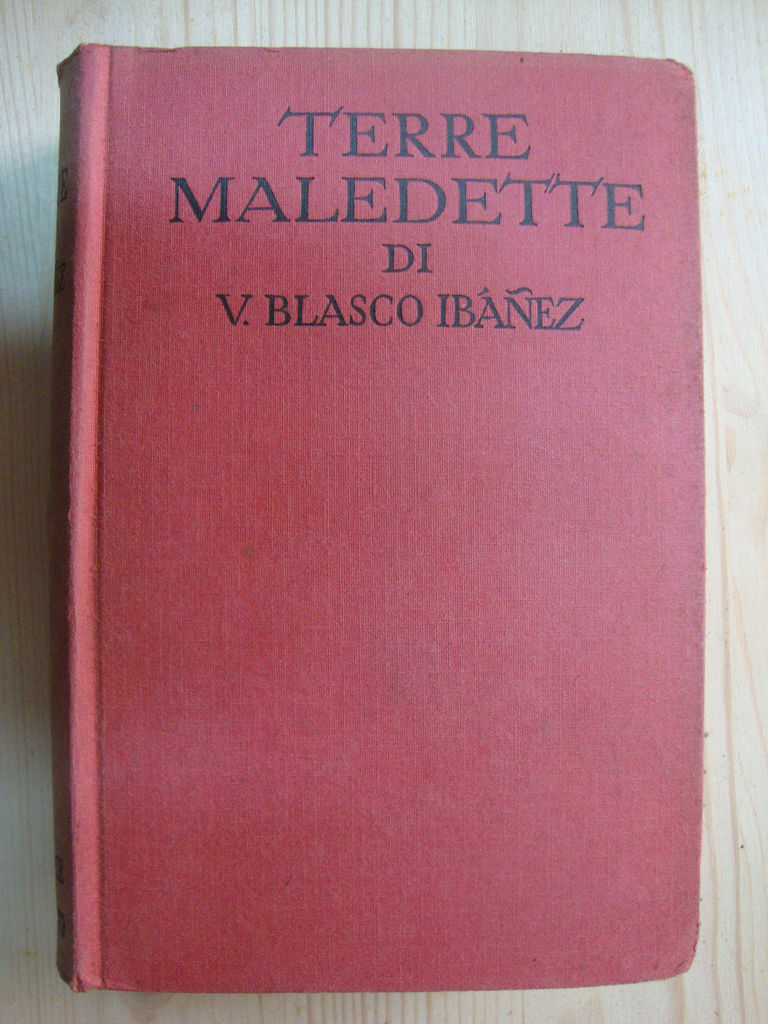 TERRE
MALEDETTE
DI
V. BLASCO IBÁÑEZ